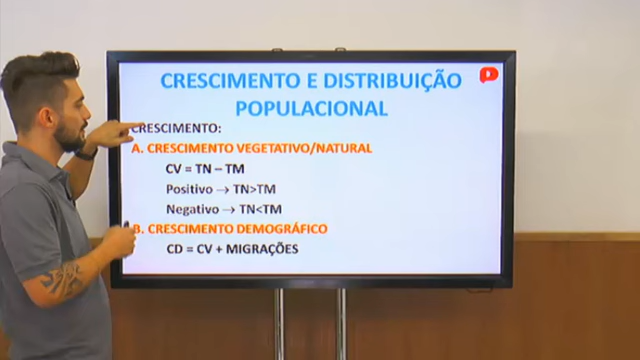 CRESCIMENTO E DISTRIBUIÇÃO
POPULACIONAL
CRESCIMENTO:
A. CRESCIMENTO VEGETATIVO/NATURAL
CV = TN – TM
Positivo → TN>TM
Negativo → TN<TM
B. CRESCIMENTO DEMOGRÁFICO
CD = CV + MIGRAÇÕES